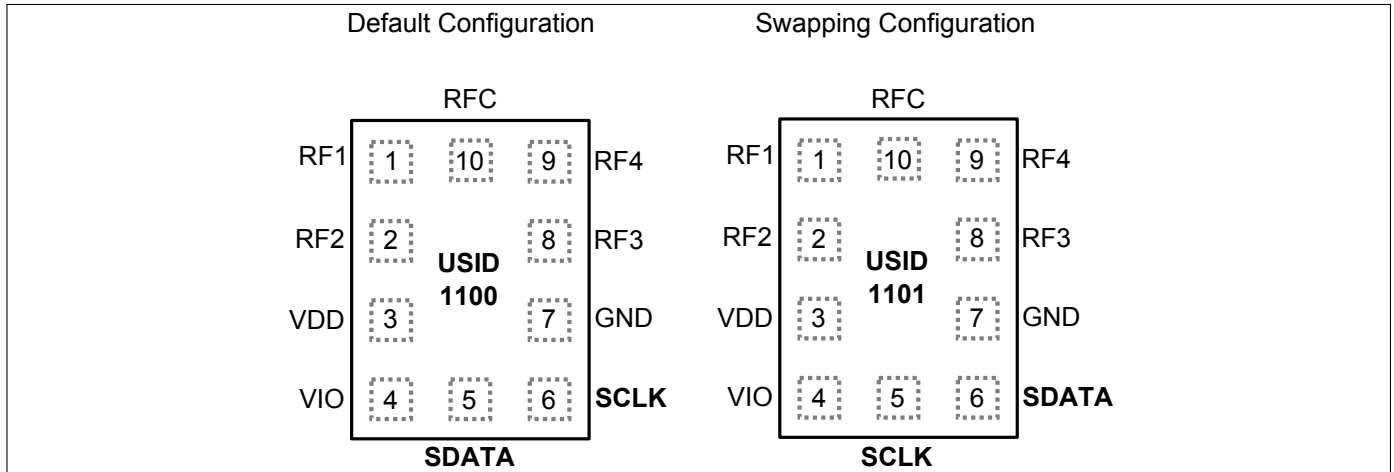 Default Configuration Swapping Configuration
RFC RFC
RF1 1 10 9 RF4 RF1 1 10 9 RF4
RF2 2 8 RF3 RF2 2 8 RF3
USID USID
1100 1101
VDD 3 7 GND VDD 3 7 GND
VIO 4 5 6 SCLK VIO 4 5 6 SDATA
SDATA SCLK